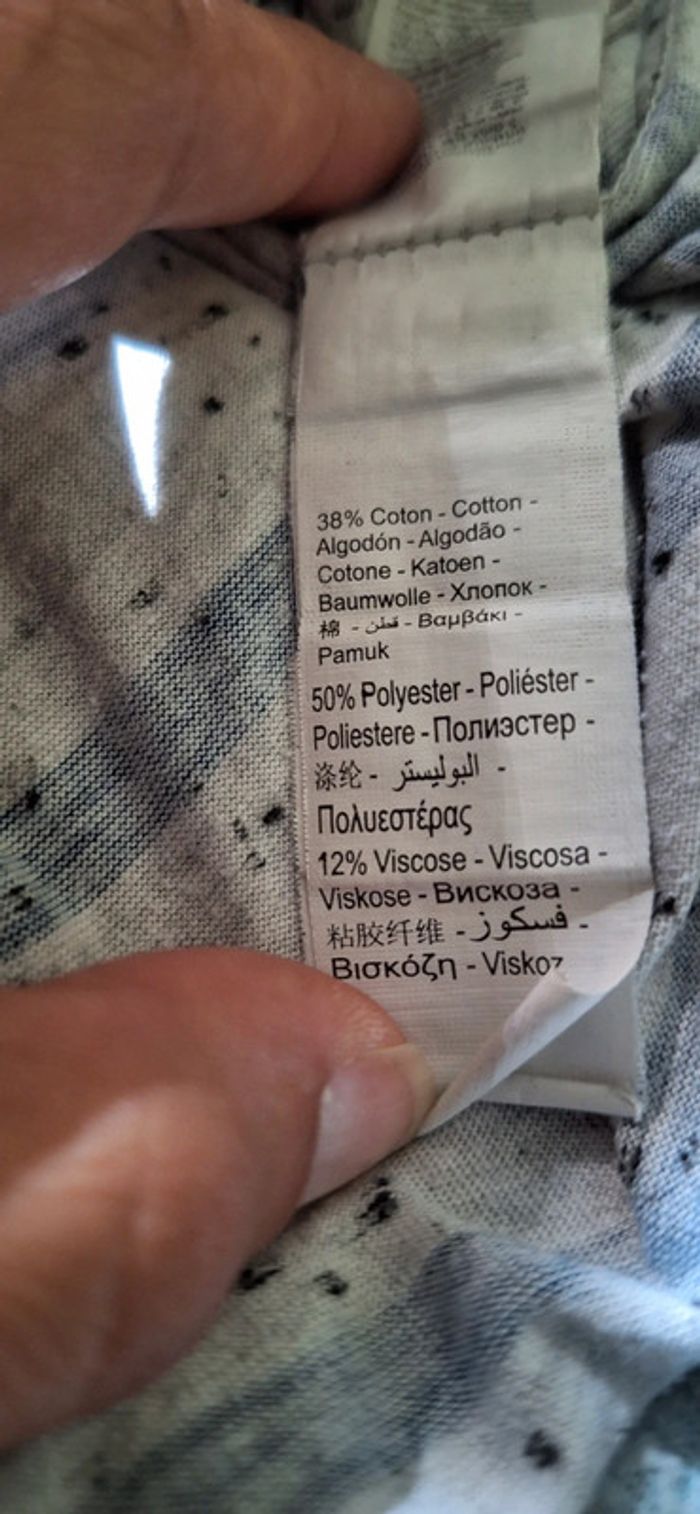 38% Coton - Cotton -
Algodón - Algodão -
Cotone - Katoen -
Baumwolle - Хлопок -
棉 - قطن - Βαμβάκι -
Pamuk
50% Polyester - Poliéster -
Poliestere - Полиэстер -
涤纶 - البوليستر -
Πολυεστέρας
12% Viscose - Viscosa -
Viskose - Вискоза -
粘胶纤维 - فسكوز -
Βισκόζη - Viskoz